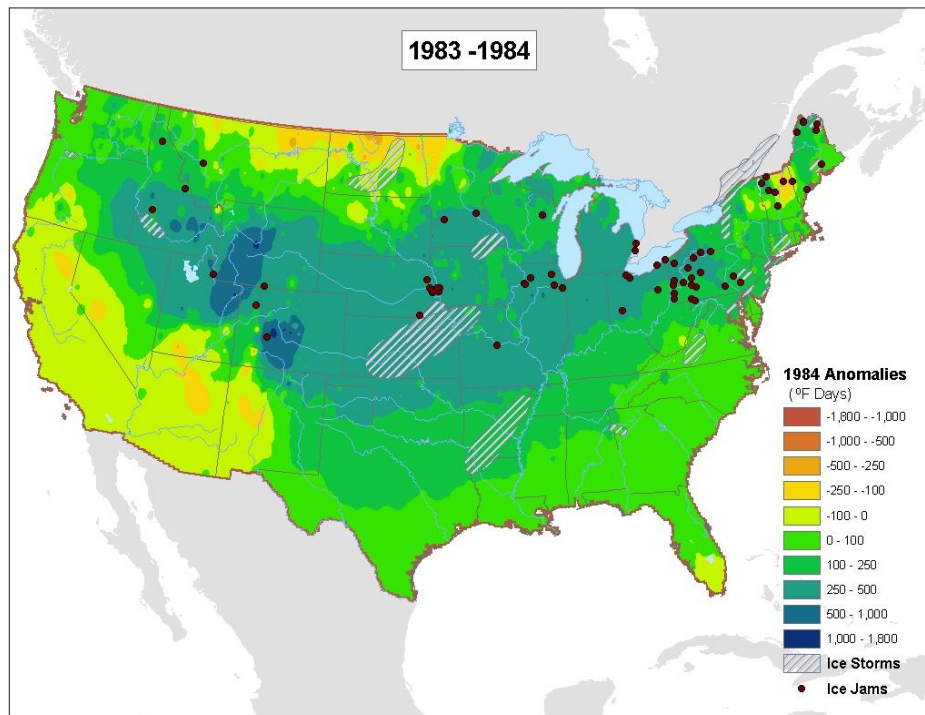 1983 -1984
1984 Anomalies
(ºF Days)
-1,800 - -1,000
-1,000 - -500
-500 - -250
-250 - -100
-100 - 0
0 - 100
100 - 250
250 - 500
500 - 1,000
1,000 - 1,800
Ice Storms
Ice Jams